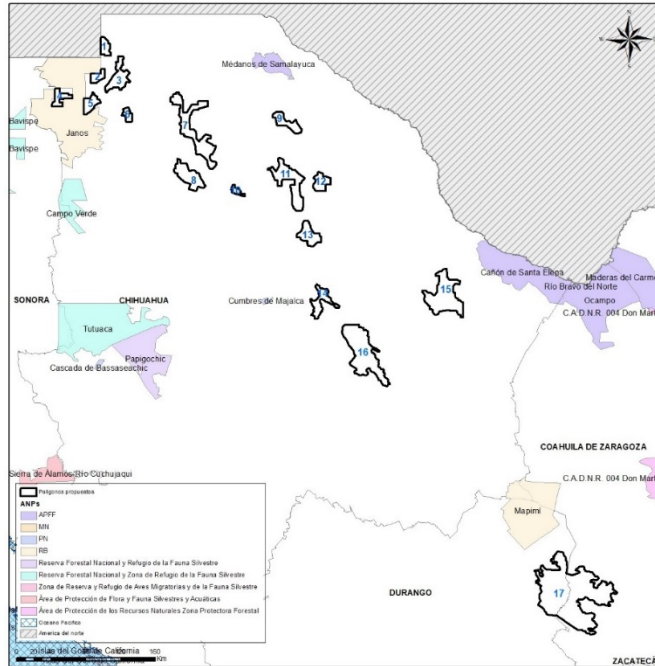 1
2
3
4
5
Janos
Bavispe
Bavispe
Médanos de Samalayuca
7
9
8
11
12
Campo Verde
13
SONORA
CHIHUAHUA
Cumbres de Majalca
15
Cañón de Santa Elena
Maderas del Carmen
Río Bravo del Norte
Ocampo
C.A.D.N.R. 004 Don Mart
Tutuaca
Papigochic
Cascada de Bassaseachic
16
COAHUILA DE ZARAGOZA
C.A.D.N.R. 004 Don Mart
Sierra de Álamos-Río Cuchujaqui
Mapimí
17
DURANGO
ZACATECA
Polígonos propuestos
ANPs
APFF
MN
PN
RB
Reserva Forestal Nacional y Refugio de la Fauna Silvestre
Reserva Forestal Nacional y Zona de Refugio de la Fauna Silvestre
Zona de Reserva y Refugio de Aves Migratorias y de la Fauna Silvestre
Área de Protección de Flora y Fauna Silvestres y Acuáticas
Área de Protección de los Recursos Naturales Zona Protectora Forestal
Océano Pacífico
America del norte
160
Km